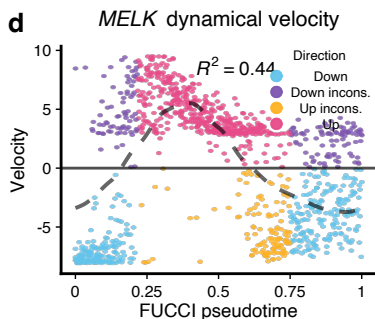 d
MELK dynamical velocity
R² = 0.44
Direction
Down
Down incons.
Up incons.
Up
Velocity
10
5
0
-5
0
0.25
0.50
0.75
1
FUCCI pseudotime